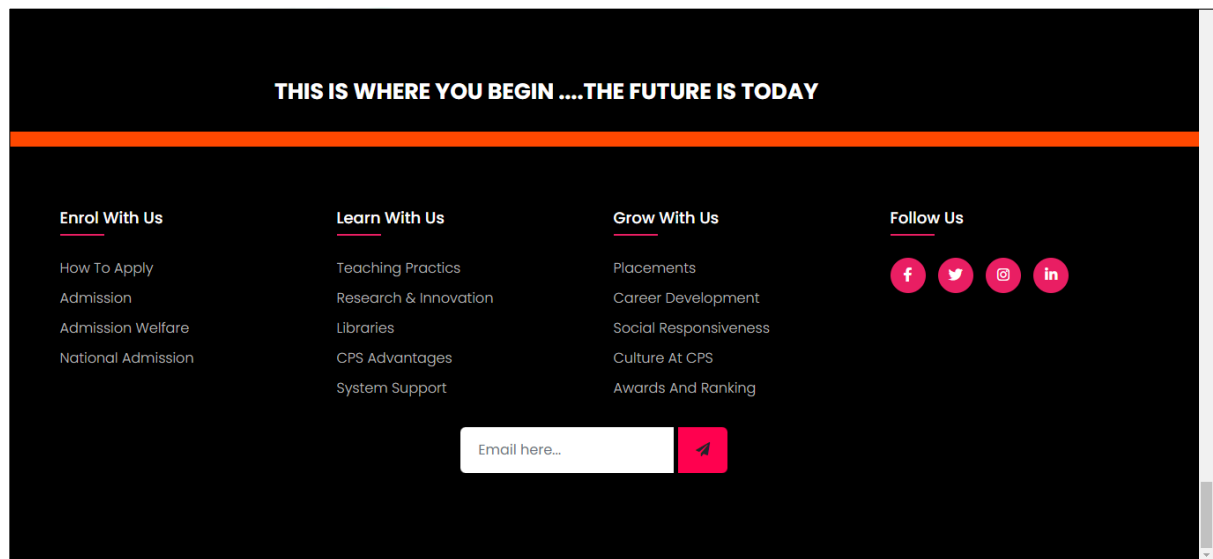 THIS IS WHERE YOU BEGIN ....THE FUTURE IS TODAY
Enrol With Us
How To Apply
Admission
Admission Welfare
National Admission
Learn With Us
Teaching Practics
Research & Innovation
Libraries
CPS Advantages
System Support
Grow With Us
Placements
Career Development
Social Responsiveness
Culture At CPS
Awards And Ranking
Follow Us
Email here...